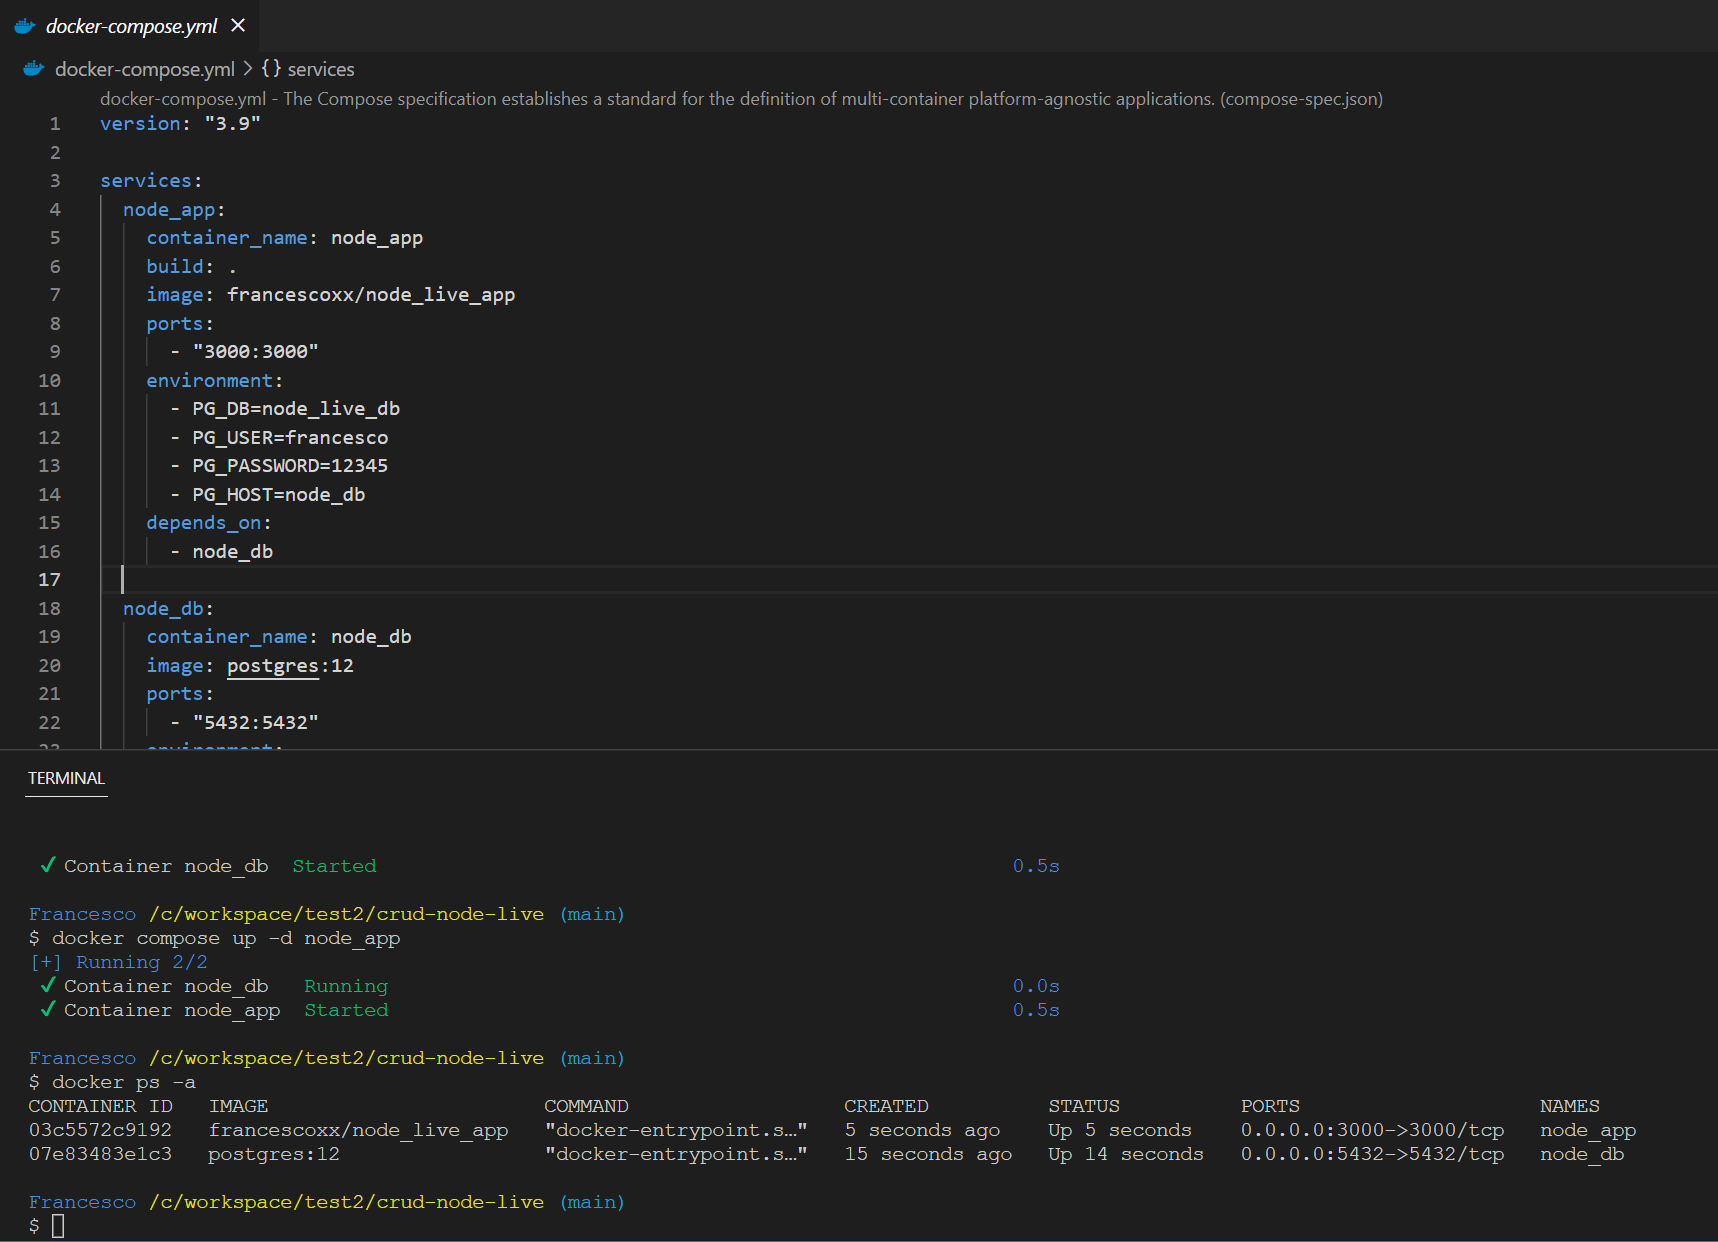 docker-compose.yml
docker-compose.yml > {} services
docker-compose.yml - The Compose specification establishes a standard for the definition of multi-container platform-agnostic applications. (compose-spec.json)
1 version: "3.9"
2
3 services:
4   node_app:
5     container_name: node_app
6     build: .
7     image: francescoxx/node_live_app
8     ports:
9       - "3000:3000"
10     environment:
11       - PG_DB=node_live_db
12       - PG_USER=francesco
13       - PG_PASSWORD=12345
14       - PG_HOST=node_db
15     depends_on:
16       - node_db
17
18   node_db:
19     container_name: node_db
20     image: postgres:12
21     ports:
22       - "5432:5432"
23     environment:
TERMINAL
✓ Container node_db  Started 0.5s
Francesco /c/workspace/test2/crud-node-live (main)
$ docker compose up -d node_app
[+] Running 2/2
✓ Container node_db   Running 0.0s
✓ Container node_app  Started 0.5s
Francesco /c/workspace/test2/crud-node-live (main)
$ docker ps -a
CONTAINER ID   IMAGE   COMMAND   CREATED   STATUS   PORTS   NAMES
03c5572c9192   francescoxx/node_live_app   "docker-entrypoint.s…"   5 seconds ago   Up 5 seconds   0.0.0.0:3000->3000/tcp   node_app
07e83483e1c3   postgres:12   "docker-entrypoint.s…"   15 seconds ago   Up 14 seconds   0.0.0.0:5432->5432/tcp   node_db
Francesco /c/workspace/test2/crud-node-live (main)
$